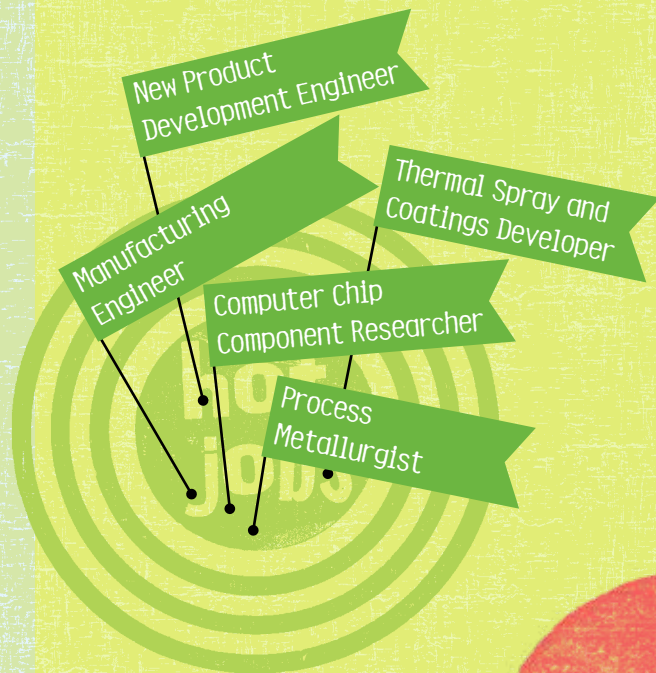 New Product
Development Engineer
Manufacturing
Engineer
Thermal Spray and
Coatings Developer
Computer Chip
Component Researcher
Process
Metallurgist
hot
jobs